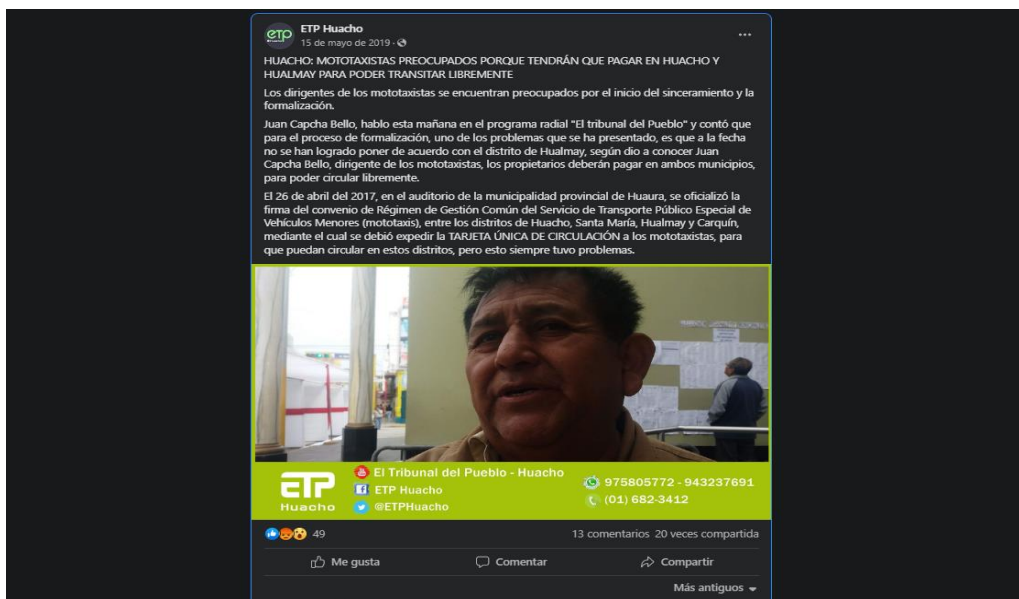 ETP Huacho
15 de mayo de 2019 ·
HUACHO: MOTOTAXISTAS PREOCUPADOS PORQUE TENDRÁN QUE PAGAR EN HUACHO Y
HUALMAY PARA PODER TRANSITAR LIBREMENTE
Los dirigentes de los mototaxistas se encuentran preocupados por el inicio del sinceramiento y la
formalización.
Juan Capcha Bello, hablo esta mañana en el programa radial "El tribunal del Pueblo" y contó que
para el proceso de formalización, uno de los problemas que se ha presentado, es que a la fecha
no se han logrado poner de acuerdo con el distrito de Hualmay, según dio a conocer Juan
Capcha Bello, dirigente de los mototaxistas, los propietarios deberán pagar en ambos municipios,
para poder circular libremente.
El 26 de abril del 2017, en el auditorio de la municipalidad provincial de Huaura, se oficializó la
firma del convenio de Régimen de Gestión Común del Servicio de Transporte Público Especial de
Vehículos Menores (mototaxis), entre los distritos de Huacho, Santa María, Hualmay y Carquín,
mediante el cual se debió expedir la TARJETA ÚNICA DE CIRCULACIÓN a los mototaxistas, para
que puedan circular en estos distritos, pero esto siempre tuvo problemas.
ETP
Huacho
El Tribunal del Pueblo - Huacho
ETP Huacho
@ETPHuacho
975805772 - 943237691
(01) 682-3412
49
13 comentarios 20 veces compartida
Me gusta
Comentar
Compartir
Más antiguos